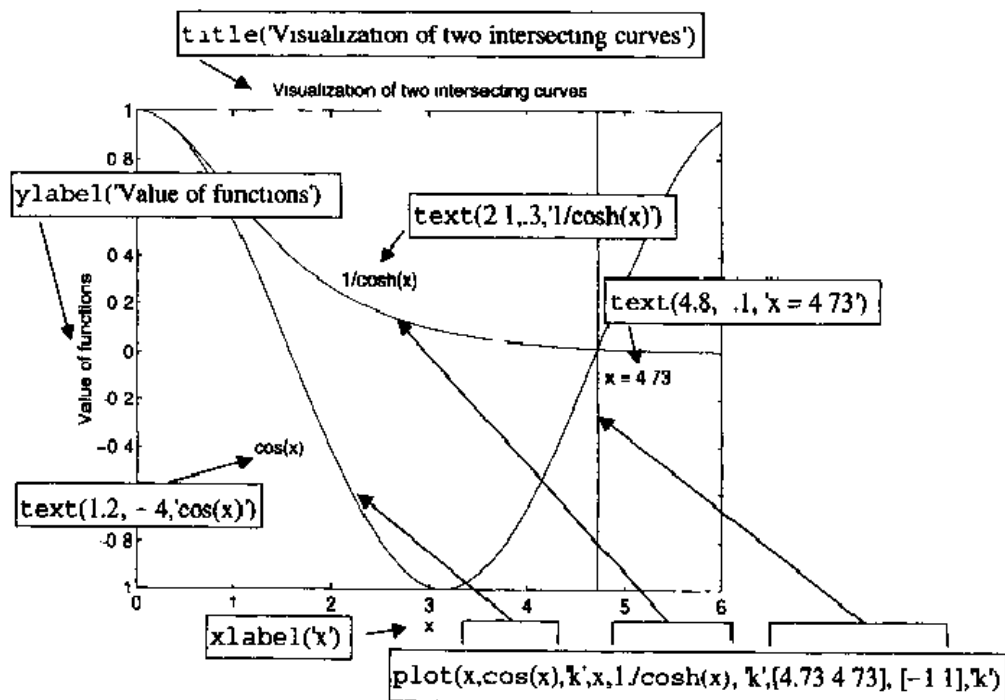 title('Visualization of two intersecting curves')
Visualization of two intersecting curves
1
0 8
ylabel('Value of functions')
text(2 1,.3,'1/cosh(x)')
0 4
1/cosh(x)
text(4.8, .1, 'x = 4 73')
0 2
Value of functions
0
x = 4 73
-0 2
-0 4
cos(x)
text(1.2, - 4,'cos(x)')
-0 8
1
0 1 2 3 4 5 6
xlabel('x')
x
plot(x,cos(x),'k',x,1./cosh(x), 'k',[4.73 4 73], [-1 1],'k')